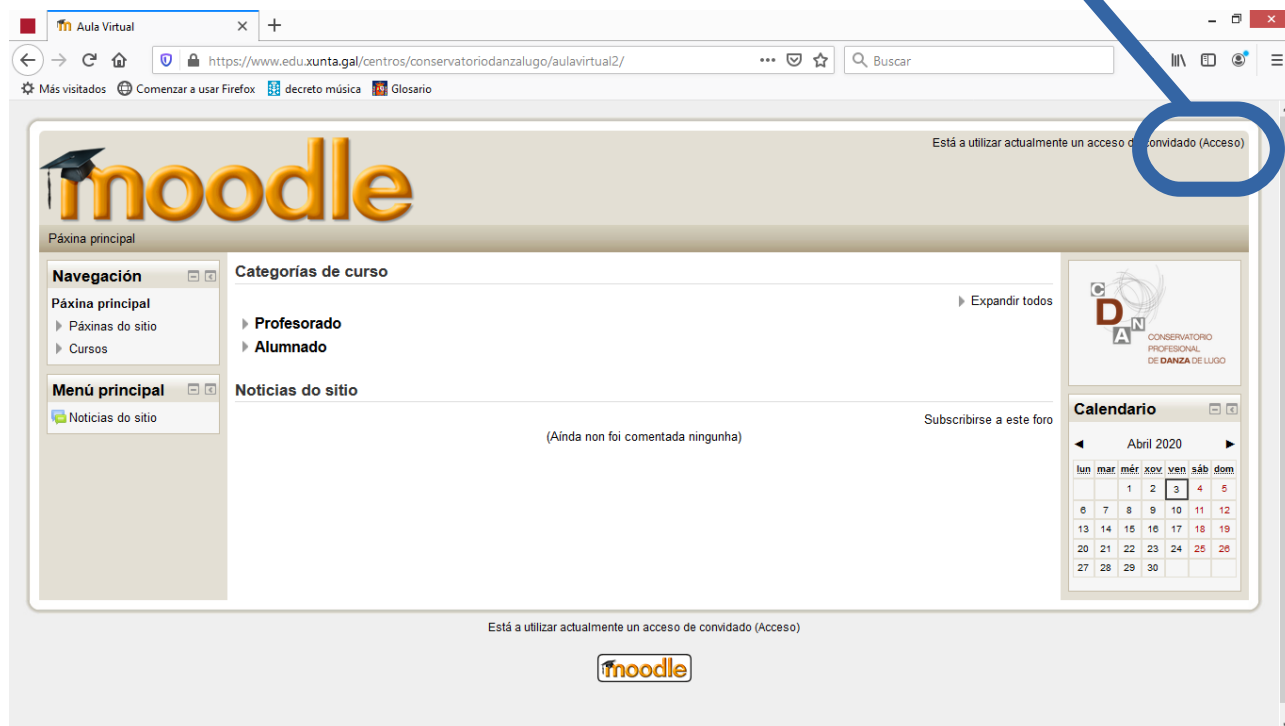 Aula Virtual
https://www.edu.xunta.gal/centros/conservatoriodanzalugo/aulavirtual2/
Buscar
Más visitados Comenzar a usar Firefox decreto música Glosario
Está a utilizar actualmente un acceso de convidado (Acceso)
moodle
Páxina principal
Navegación
Páxina principal
Páxinas do sitio
Cursos
Menú principal
Noticias do sitio
Categorías de curso
Expandir todos
Profesorado
Alumnado
Noticias do sitio
Subscribirse a este foro
(Aínda non foi comentada ningunha)
C
D
A N
CONSERVATORIO
PROFESIONAL
DE DANZA DE LUGO
Calendario
Abril 2020
lun mar mér xov ven sáb dom
1 2 3 4 5
6 7 8 9 10 11 12
13 14 15 16 17 18 19
20 21 22 23 24 25 26
27 28 29 30
Está a utilizar actualmente un acceso de convidado (Acceso)
moodle